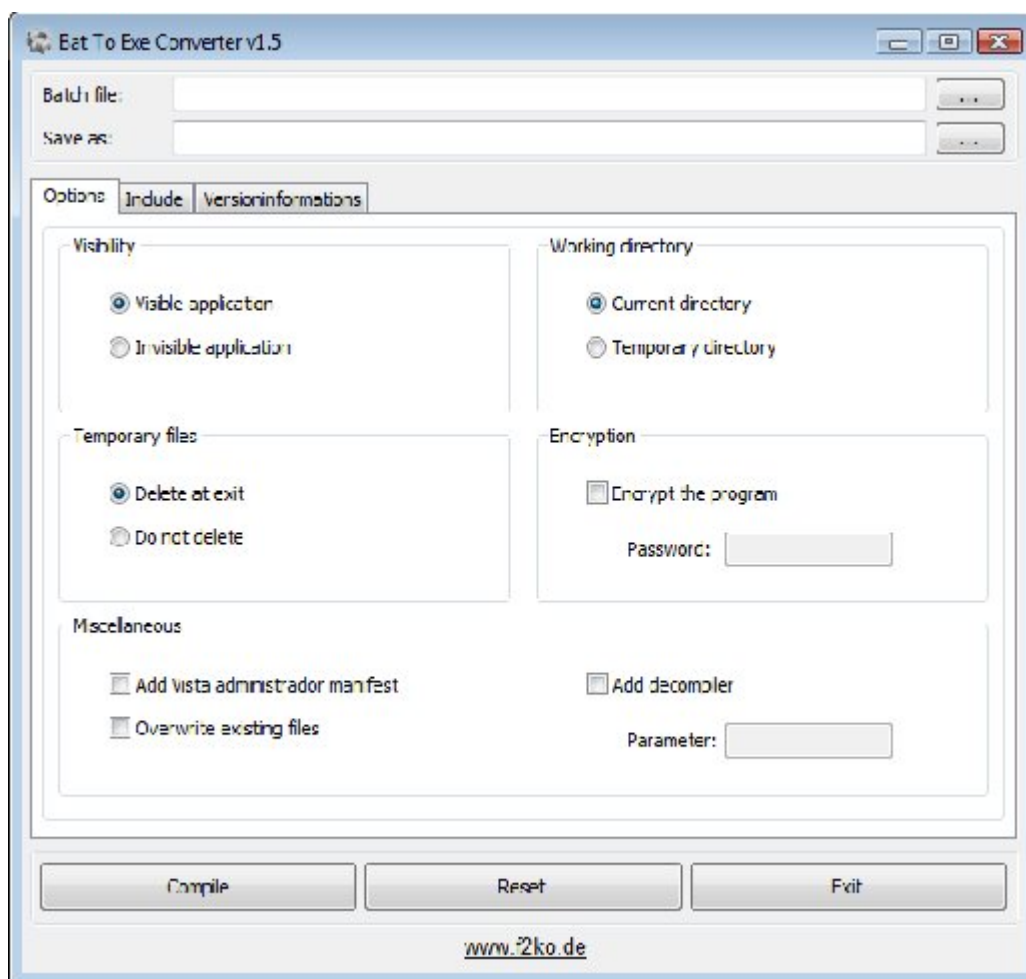 Bat To Exe Converter v1.5
Batch file:
...
Save as:
...
Options Include Versioninformations
Visibility
Visible application
Invisible application
Working directory
Current directory
Temporary directory
Temporary files
Delete at exit
Do not delete
Encryption
Encrypt the program
Password:
Miscellaneous
Add Vista administrador manifest
Overwrite existing files
Add decompiler
Parameter:
Compile Reset Exit
www.f2ko.de